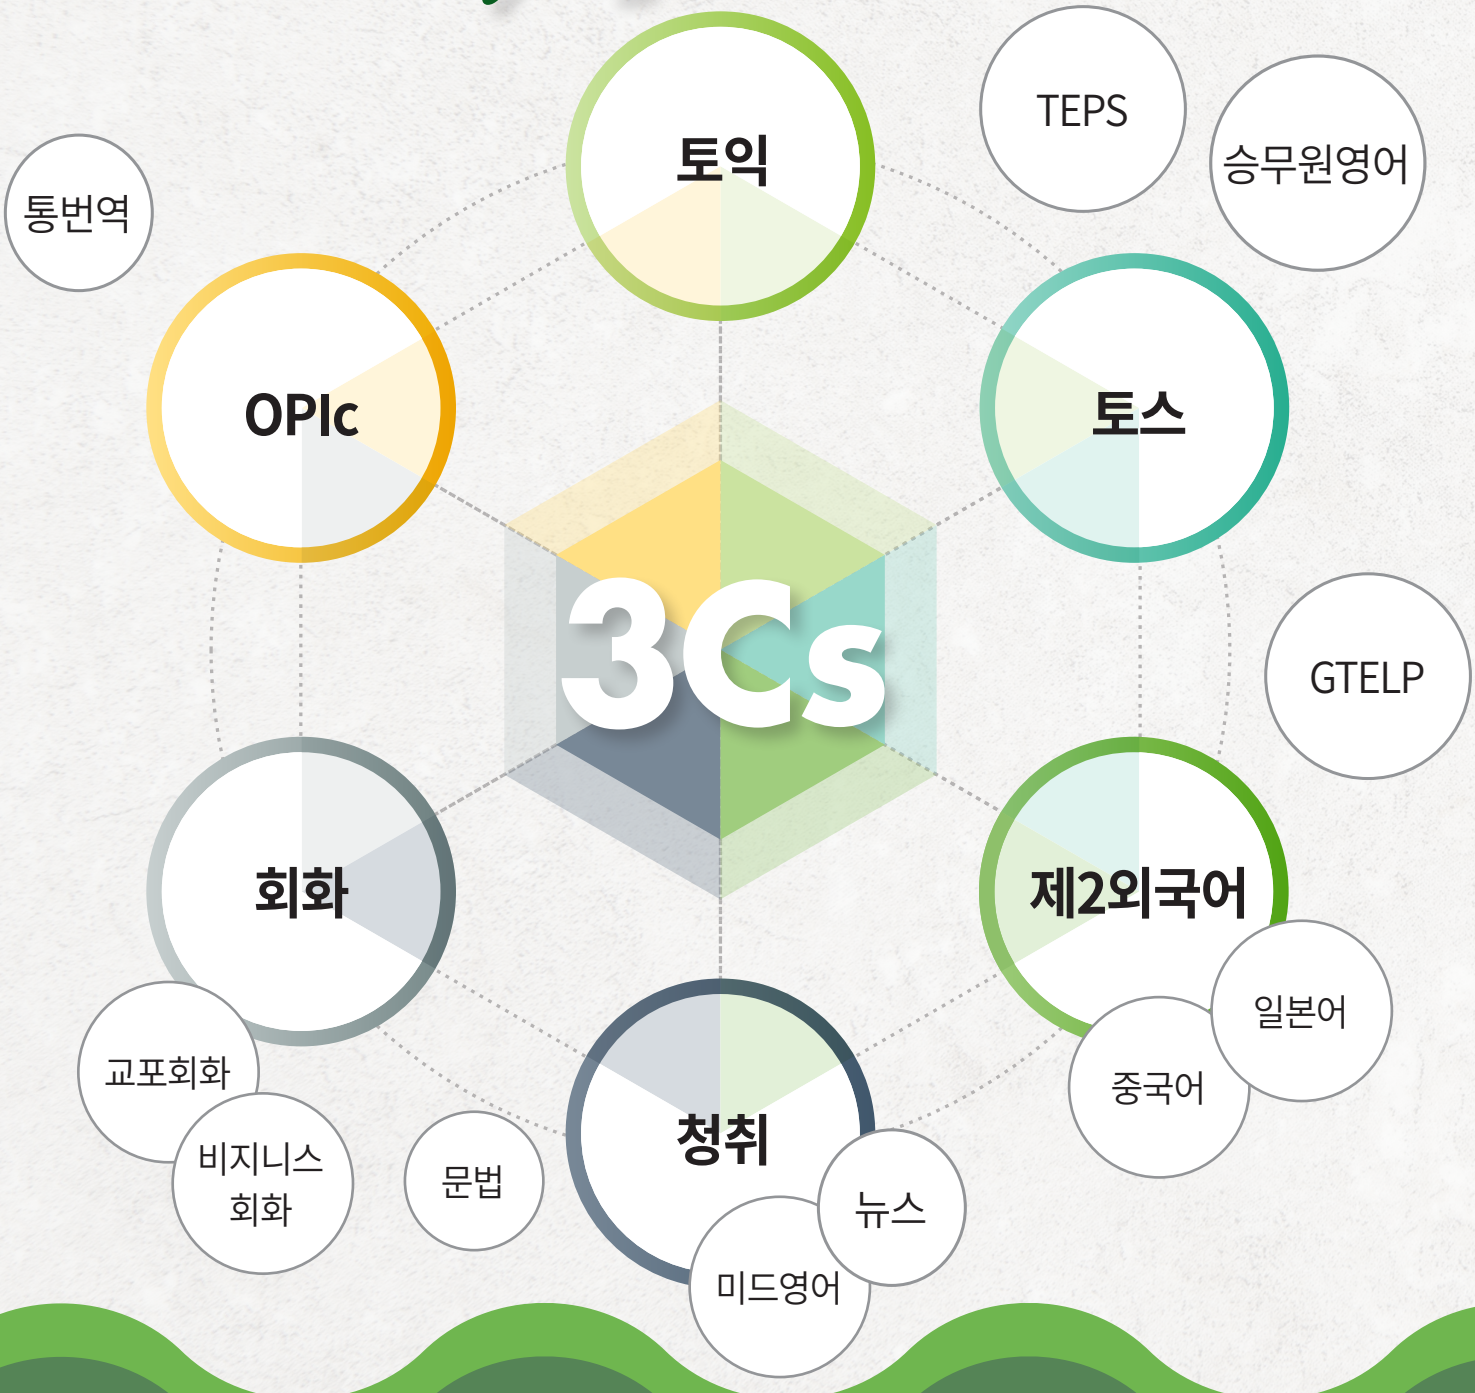 토익
TEPS
승무원영어
통번역
OPIc
토스
3Cs
GTELP
회화
제2외국어
일본어
중국어
교포회화
비지니스
회화
문법
청취
뉴스
미드영어